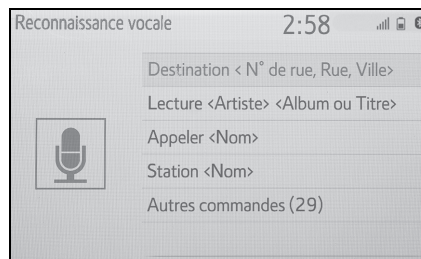 Reconnaissance vocale 2:58
Destination < N° de rue, Rue, Ville>
Lecture <Artiste> <Album ou Titre>
Appeler <Nom>
Station <Nom>
Autres commandes (29)